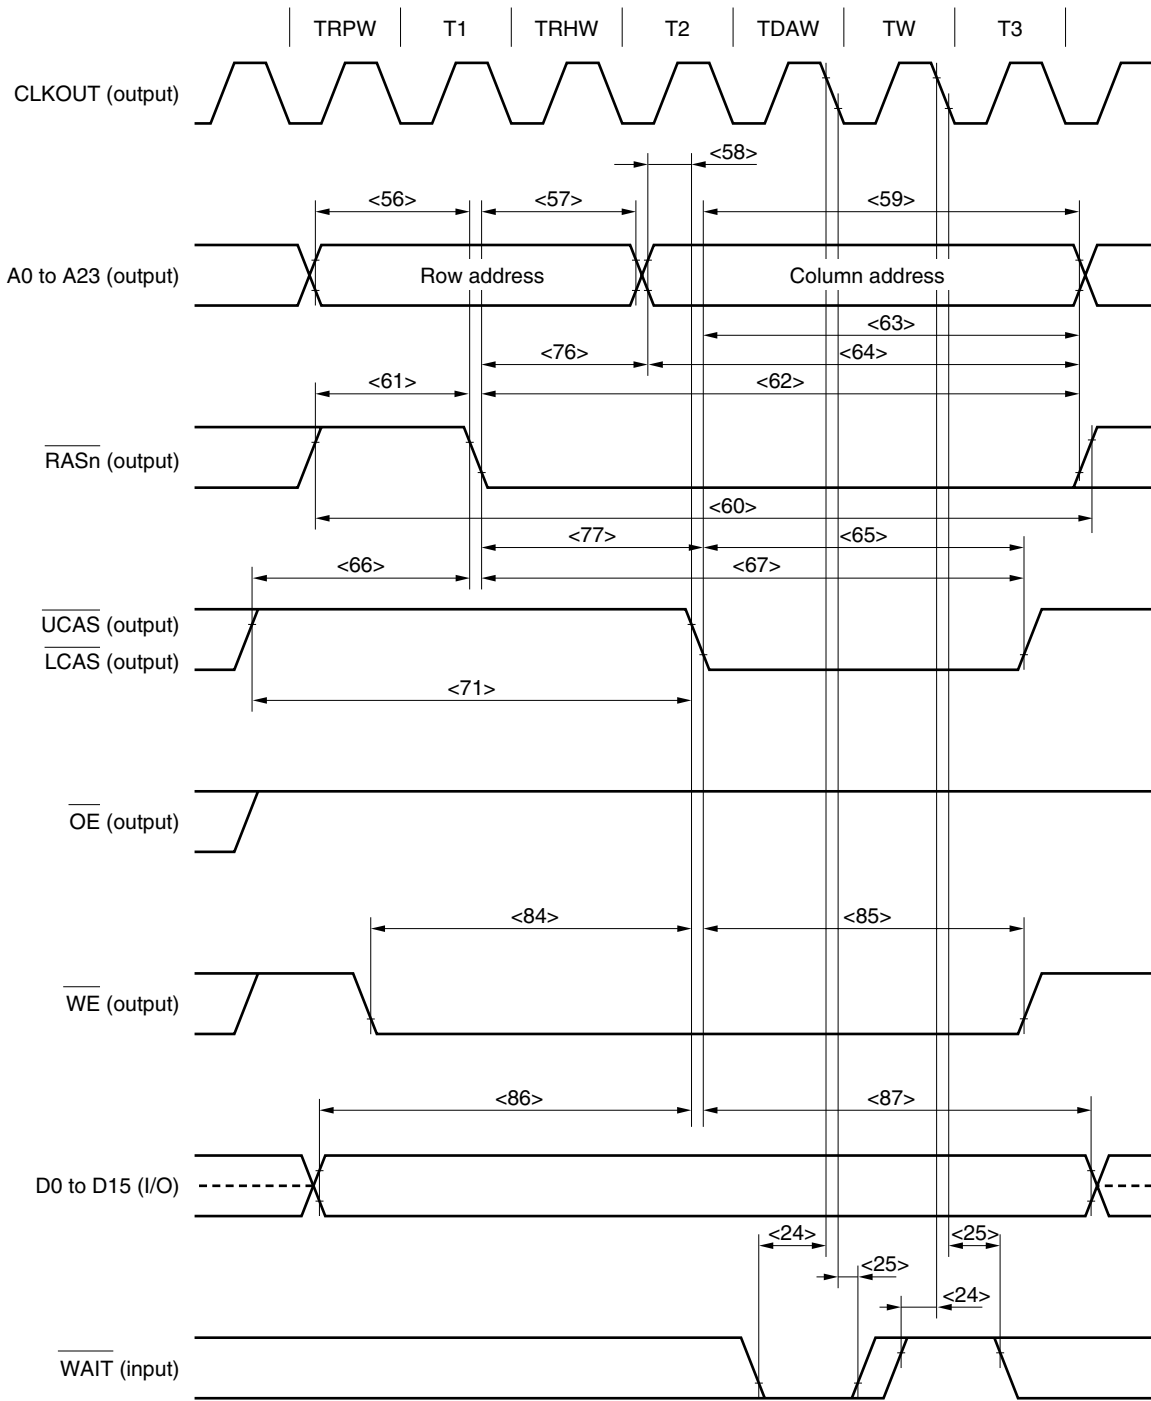 TRPW T1 TRHW T2 TDAW TW T3
CLKOUT (output)
<58>
<56> <57> <59>
A0 to A23 (output) Row address Column address
<63>
<76> <64>
<61> <62>
RASn (output)
<60>
<77> <65>
<66> <67>
UCAS (output)
LCAS (output)
<71>
OE (output)
<84> <85>
WE (output)
<86> <87>
D0 to D15 (I/O)
<24> <25>
<25>
<24>
WAIT (input)